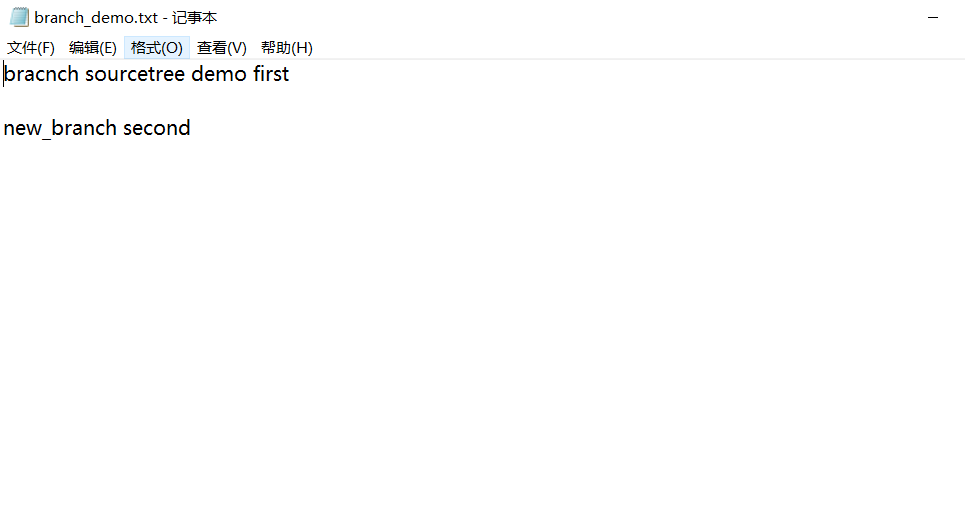 branch_demo.txt - 记事本
文件(F) 编辑(E) 格式(O) 查看(V) 帮助(H)
bracnch sourcetree demo first
new_branch second